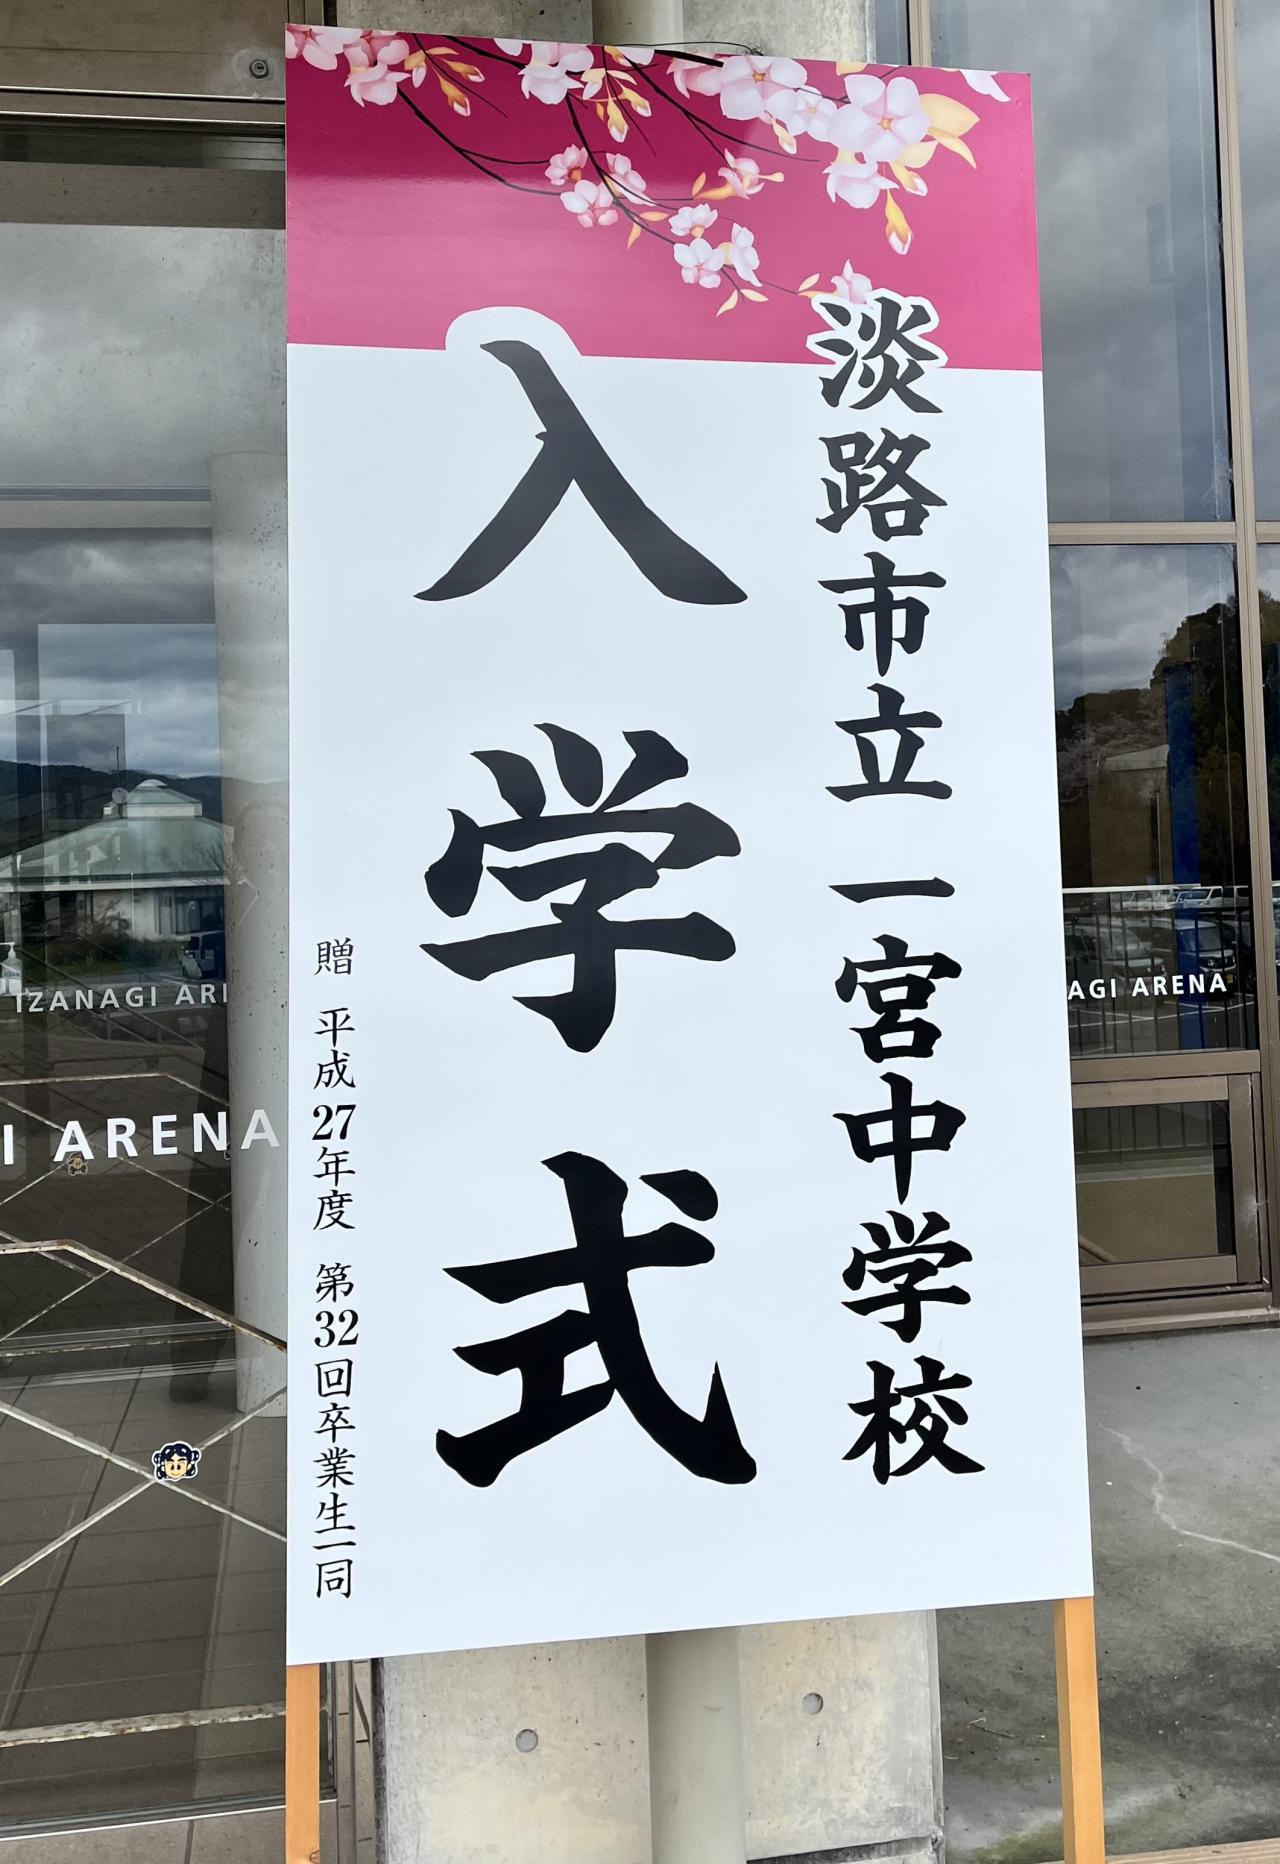 淡路市立一宮中学校
入学式
贈 平成27年度 第32回卒業生一同
IZANAGI AR
I ARENA
AGI ARENA